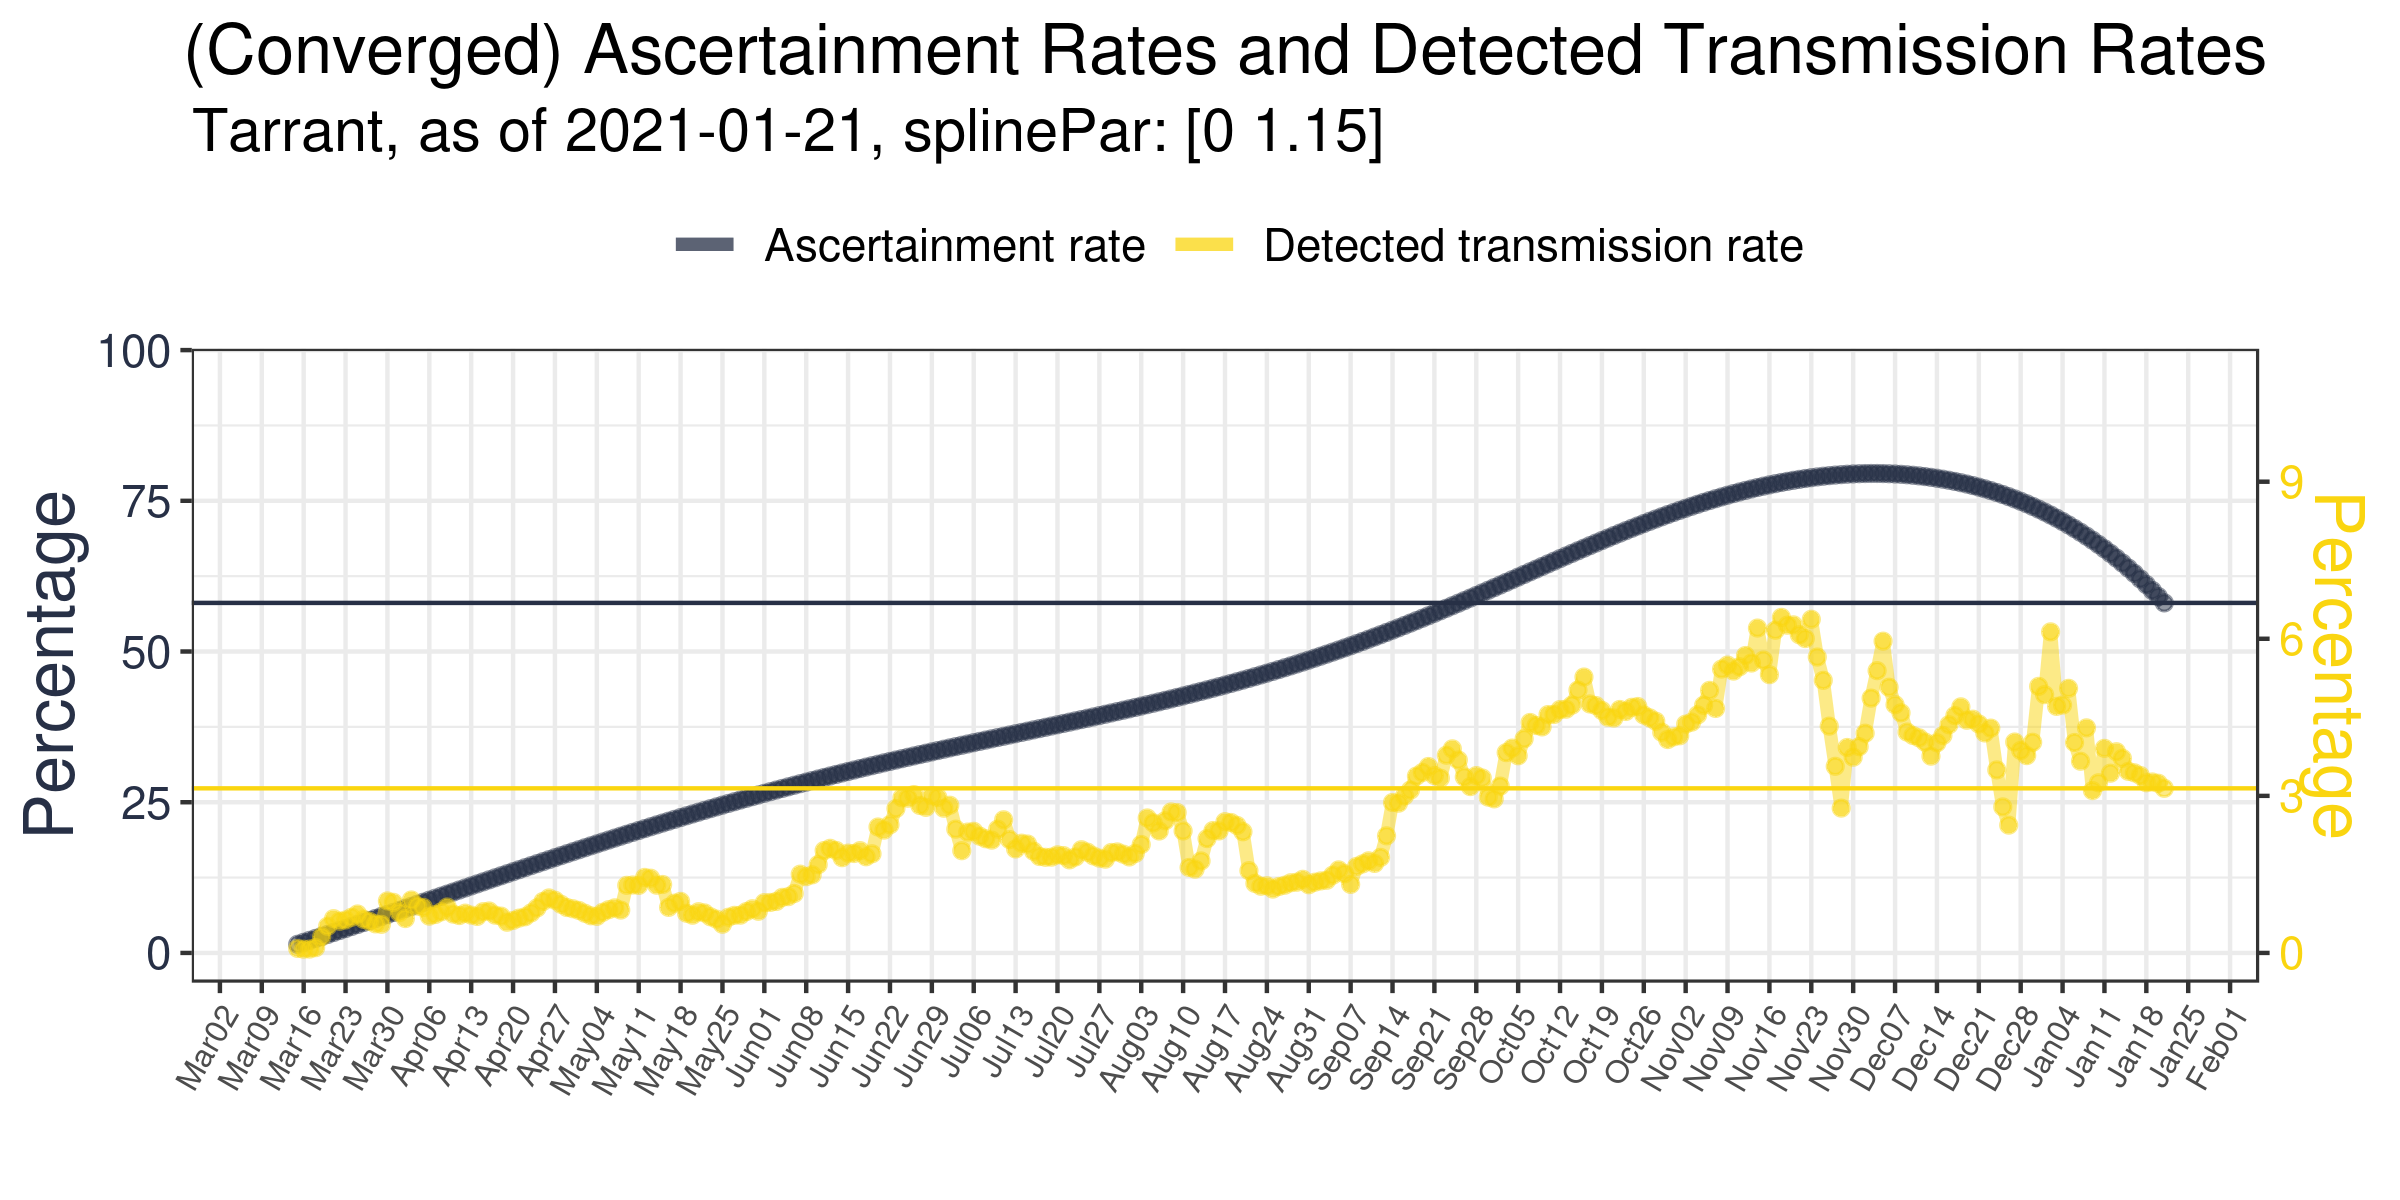 (Converged) Ascertainment Rates and Detected Transmission Rates
Tarrant, as of 2021-01-21, splinePar: [0 1.15]
Ascertainment rate Detected transmission rate
Percentage
100
75
50
25
0
9
6
3
0
Percentage
Mar02 Mar09 Mar16 Mar23 Mar30 Apr06 Apr13 Apr20 Apr27 May04 May11 May18 May25 Jun01 Jun08 Jun15 Jun22 Jun29 Jul06 Jul13 Jul20 Jul27 Aug03 Aug10 Aug17 Aug24 Aug31 Sep07 Sep14 Sep21 Sep28 Oct05 Oct12 Oct19 Oct26 Nov02 Nov09 Nov16 Nov23 Nov30 Dec07 Dec14 Dec21 Dec28 Jan04 Jan11 Jan18 Jan25 Feb01